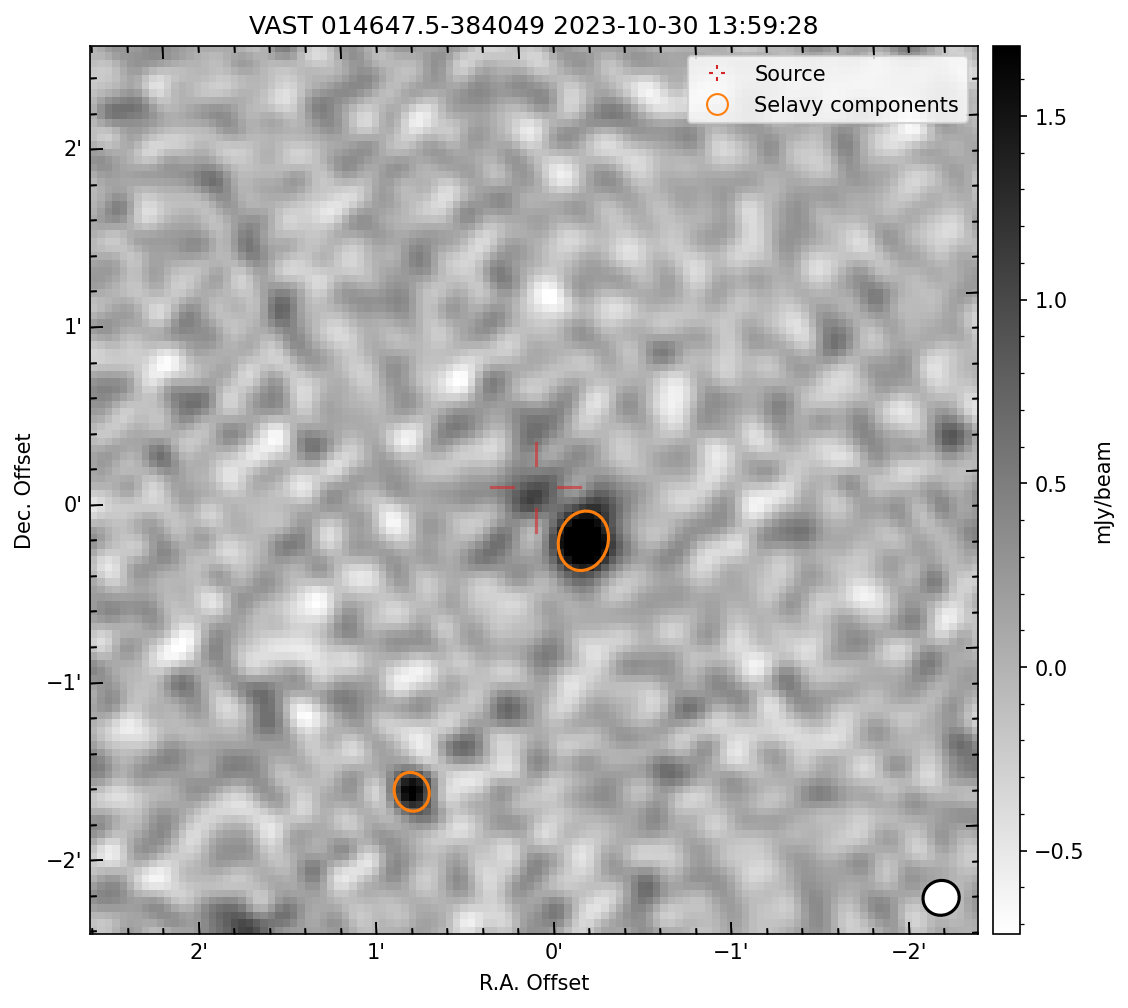 VAST 014647.5-384049 2023-10-30 13:59:28
Source
Selavy components
2'
1'
0'
−1'
−2'
Dec. Offset
2'
1'
0'
−1'
−2'
R.A. Offset
1.5
1.0
0.5
0.0
−0.5
mJy/beam